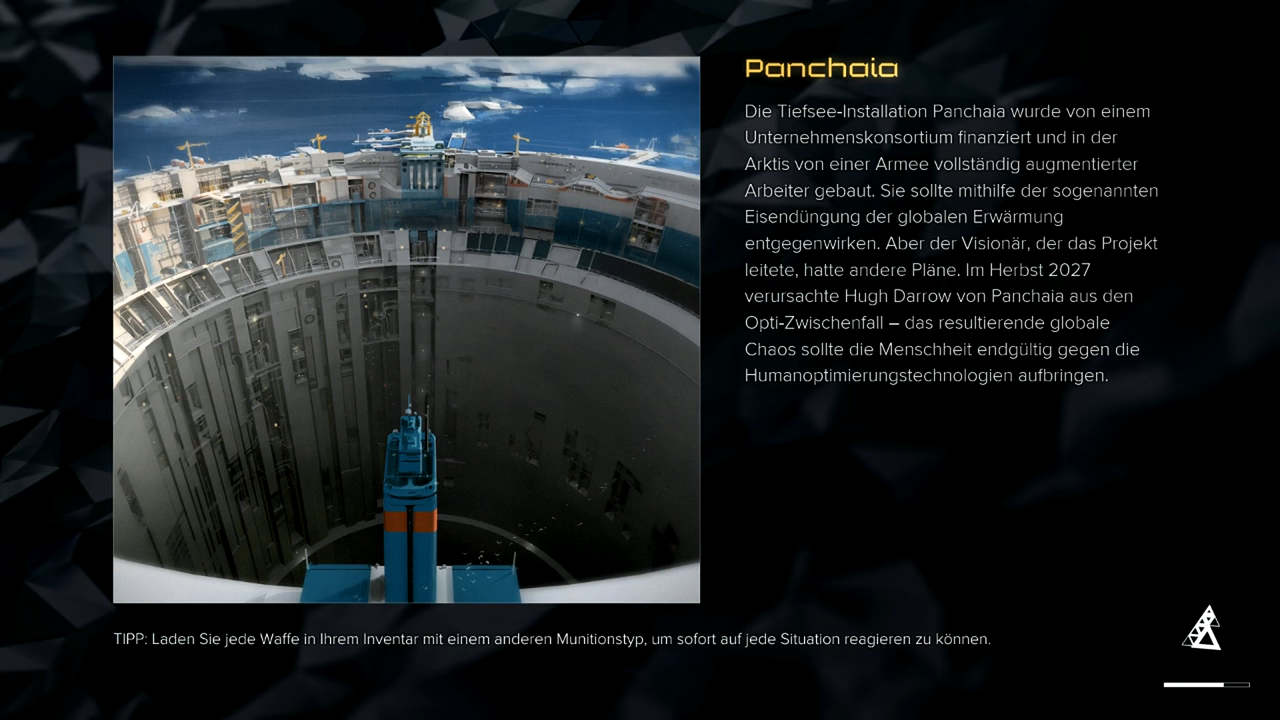 Panchaia
Die Tiefsee-Installation Panchaia wurde von einem
Unternehmenskonsortium finanziert und in der
Arktis von einer Armee vollständig augmentierter
Arbeiter gebaut. Sie sollte mithilfe der sogenannten
Eisendüngung der globalen Erwärmung
entgegenwirken. Aber der Visionär, der das Projekt
leitete, hatte andere Pläne. Im Herbst 2027
verursachte Hugh Darrow von Panchaia aus den
Opti-Zwischenfall – das resultierende globale
Chaos sollte die Menschheit endgültig gegen die
Humanoptimierungstechnologien aufbringen.
TIPP: Laden Sie jede Waffe in Ihrem Inventar mit einem anderen Munitionstyp, um sofort auf jede Situation reagieren zu können.